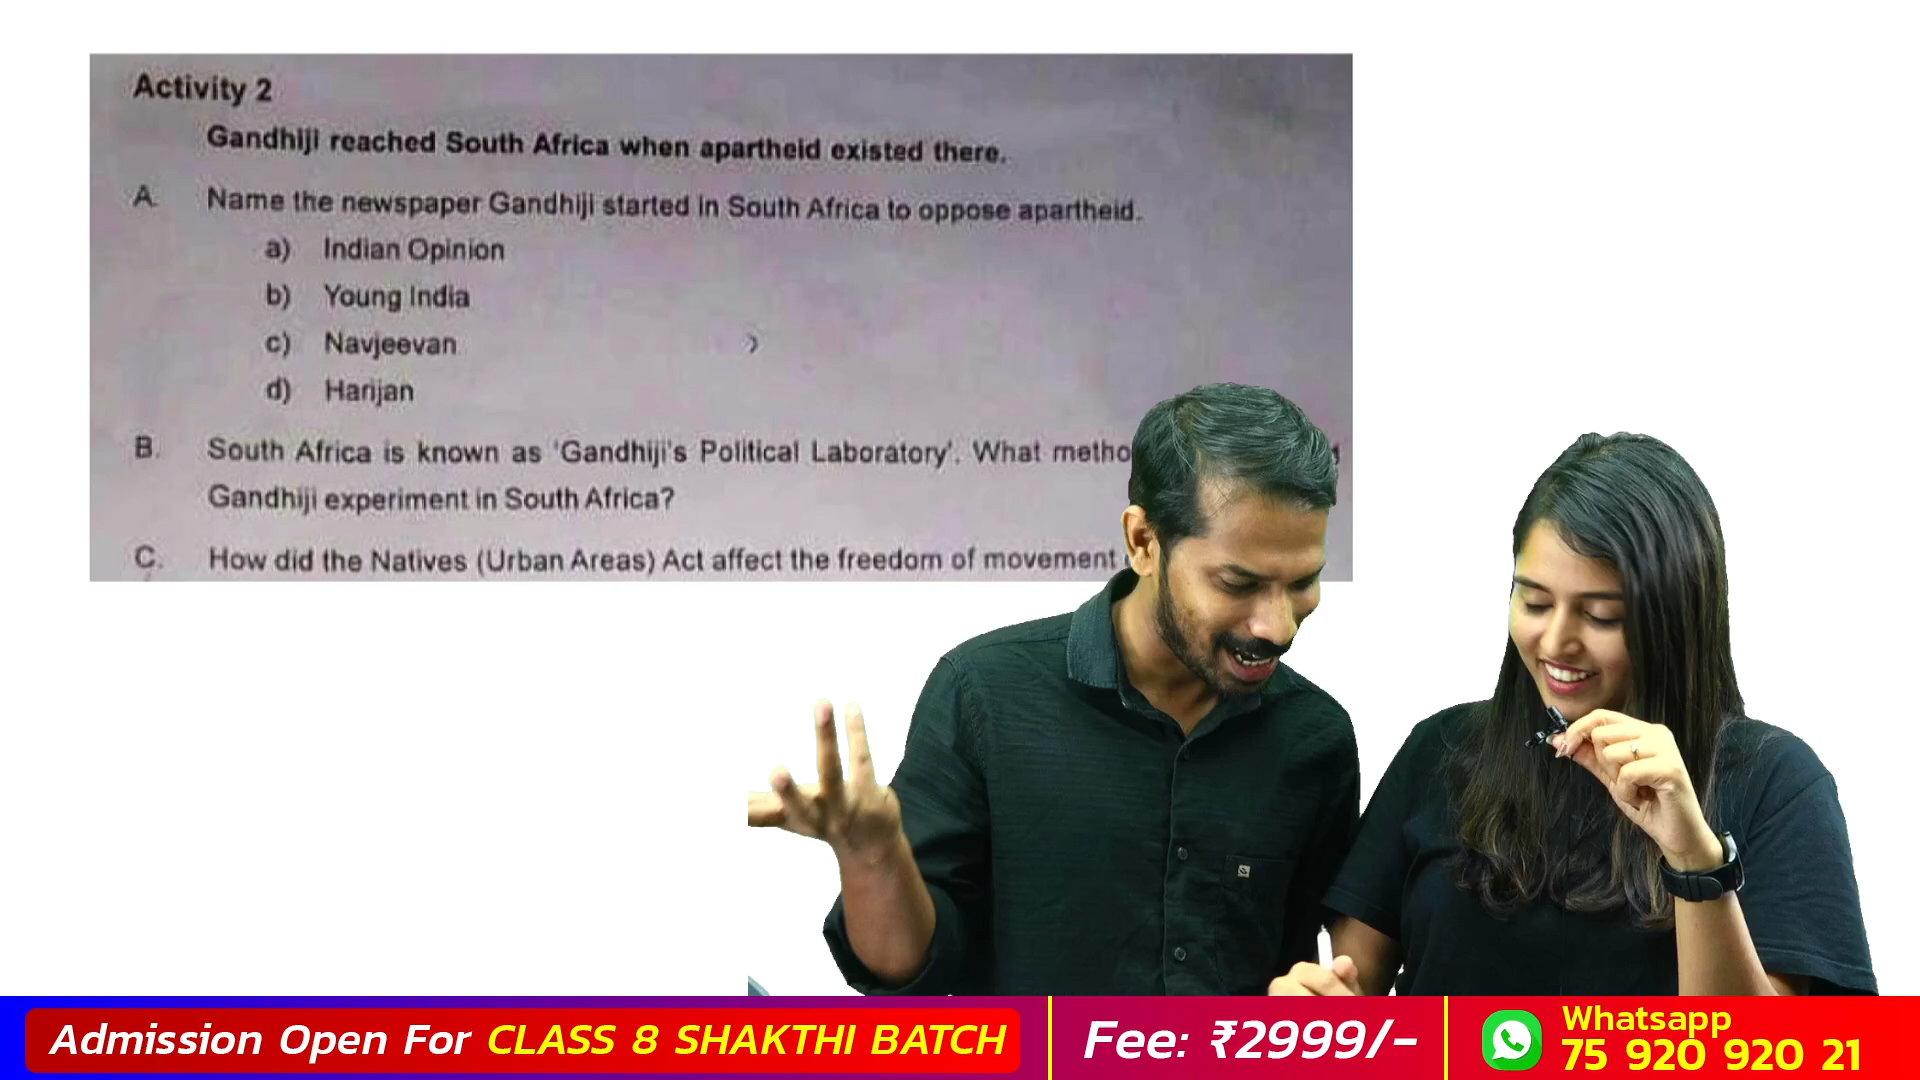 Activity 2
Gandhiji reached South Africa when apartheid existed there.
A. Name the newspaper Gandhiji started in South Africa to oppose apartheid.
a) Indian Opinion
b) Young India
c) Navjeevan
d) Harijan
B. South Africa is known as 'Gandhiji's Political Laboratory'. What
Gandhiji experiment in South Africa?
C. How did the Natives (Urban Areas) Act affect the freedom of movement
Admission Open For CLASS 8 SHAKTHI BATCH
Fee: ₹2999/-
Whatsapp
75 920 920 21